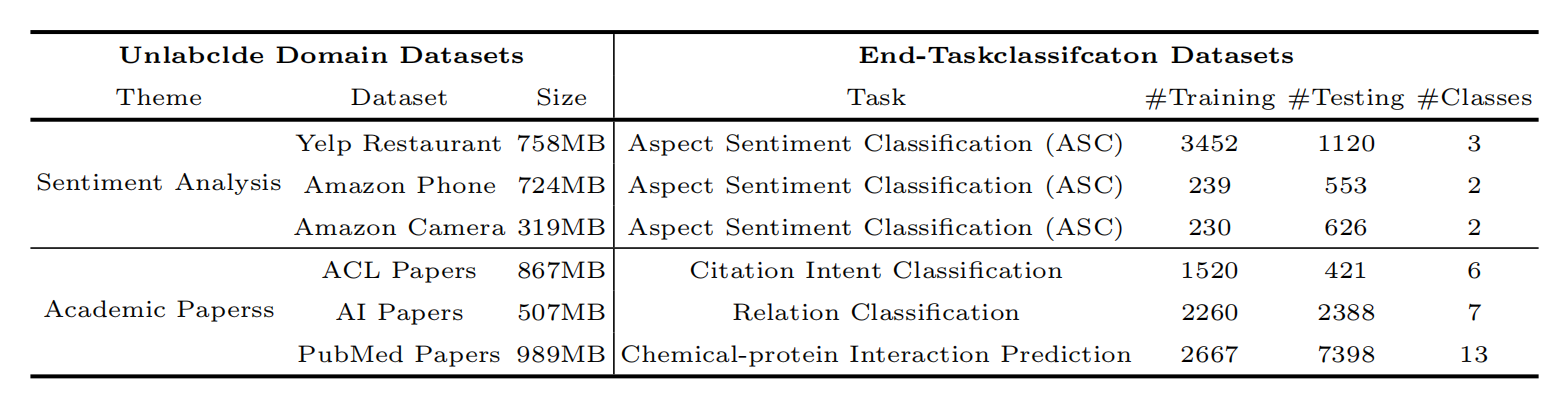 Unlabclde Domain Datasets End-Taskclassifcaton Datasets
Theme Dataset Size Task #Training #Testing #Classes
Yelp Restaurant 758MB Aspect Sentiment Classification (ASC) 3452 1120 3
Sentiment Analysis Amazon Phone 724MB Aspect Sentiment Classification (ASC) 239 553 2
Amazon Camera 319MB Aspect Sentiment Classification (ASC) 230 626 2
ACL Papers 867MB Citation Intent Classification 1520 421 6
Academic Paperss AI Papers 507MB Relation Classification 2260 2388 7
PubMed Papers 989MB Chemical-protein Interaction Prediction 2667 7398 13